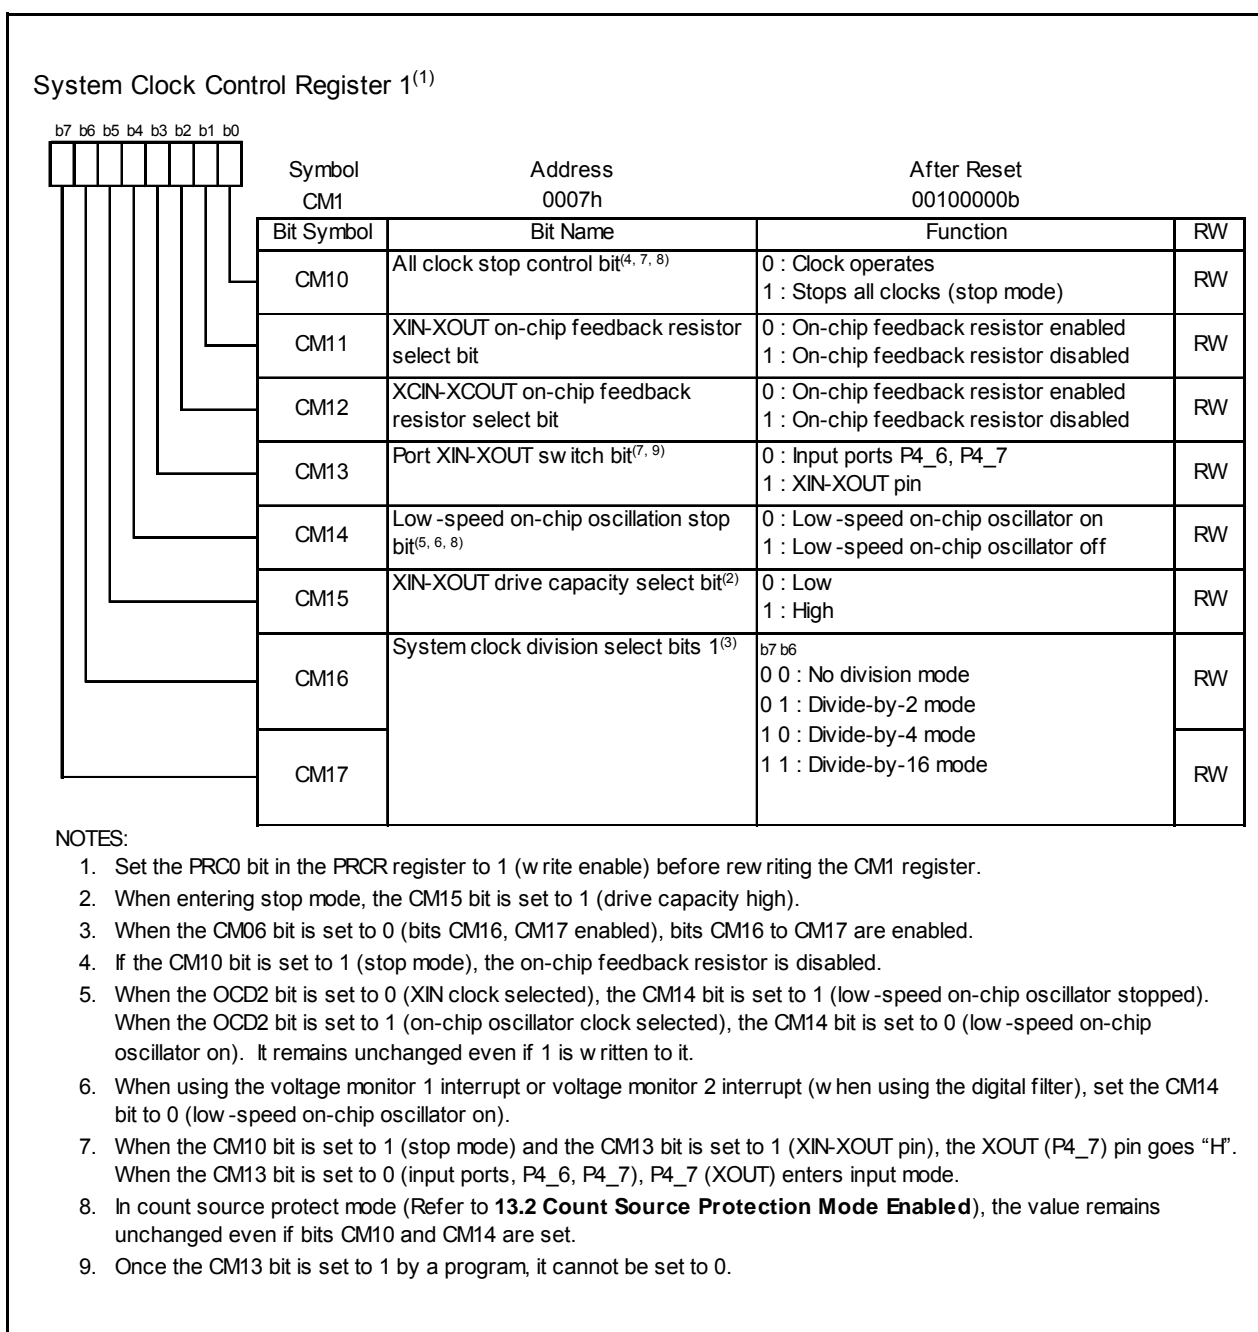 System Clock Control Register 1(1)
b7 b6 b5 b4 b3 b2 b1 b0
Symbol Address After Reset
CM1 0007h 00100000b
Bit Symbol Bit Name Function RW
CM10 All clock stop control bit(4, 7, 8) 0 : Clock operates RW
1 : Stops all clocks (stop mode)
CM11 XIN-XOUT on-chip feedback resistor 0 : On-chip feedback resistor enabled RW
select bit 1 : On-chip feedback resistor disabled
CM12 XCIN-XCOUT on-chip feedback 0 : On-chip feedback resistor enabled RW
resistor select bit 1 : On-chip feedback resistor disabled
CM13 Port XIN-XOUT switch bit(7, 9) 0 : Input ports P4_6, P4_7 RW
1 : XIN-XOUT pin
CM14 Low-speed on-chip oscillation stop 0 : Low-speed on-chip oscillator on RW
bit(5, 6, 8) 1 : Low-speed on-chip oscillator off
CM15 XIN-XOUT drive capacity select bit(2) 0 : Low RW
1 : High
System clock division select bits 1(3) b7 b6
CM16 0 0 : No division mode RW
0 1 : Divide-by-2 mode
1 0 : Divide-by-4 mode
CM17 1 1 : Divide-by-16 mode RW
NOTES:
1. Set the PRC0 bit in the PRCR register to 1 (write enable) before rewriting the CM1 register.
2. When entering stop mode, the CM15 bit is set to 1 (drive capacity high).
3. When the CM06 bit is set to 0 (bits CM16, CM17 enabled), bits CM16 to CM17 are enabled.
4. If the CM10 bit is set to 1 (stop mode), the on-chip feedback resistor is disabled.
5. When the OCD2 bit is set to 0 (XIN clock selected), the CM14 bit is set to 1 (low-speed on-chip oscillator stopped).
When the OCD2 bit is set to 1 (on-chip oscillator clock selected), the CM14 bit is set to 0 (low-speed on-chip
oscillator on). It remains unchanged even if 1 is written to it.
6. When using the voltage monitor 1 interrupt or voltage monitor 2 interrupt (when using the digital filter), set the CM14
bit to 0 (low-speed on-chip oscillator on).
7. When the CM10 bit is set to 1 (stop mode) and the CM13 bit is set to 1 (XIN-XOUT pin), the XOUT (P4_7) pin goes “H”.
When the CM13 bit is set to 0 (input ports, P4_6, P4_7), P4_7 (XOUT) enters input mode.
8. In count source protect mode (Refer to 13.2 Count Source Protection Mode Enabled), the value remains
unchanged even if bits CM10 and CM14 are set.
9. Once the CM13 bit is set to 1 by a program, it cannot be set to 0.